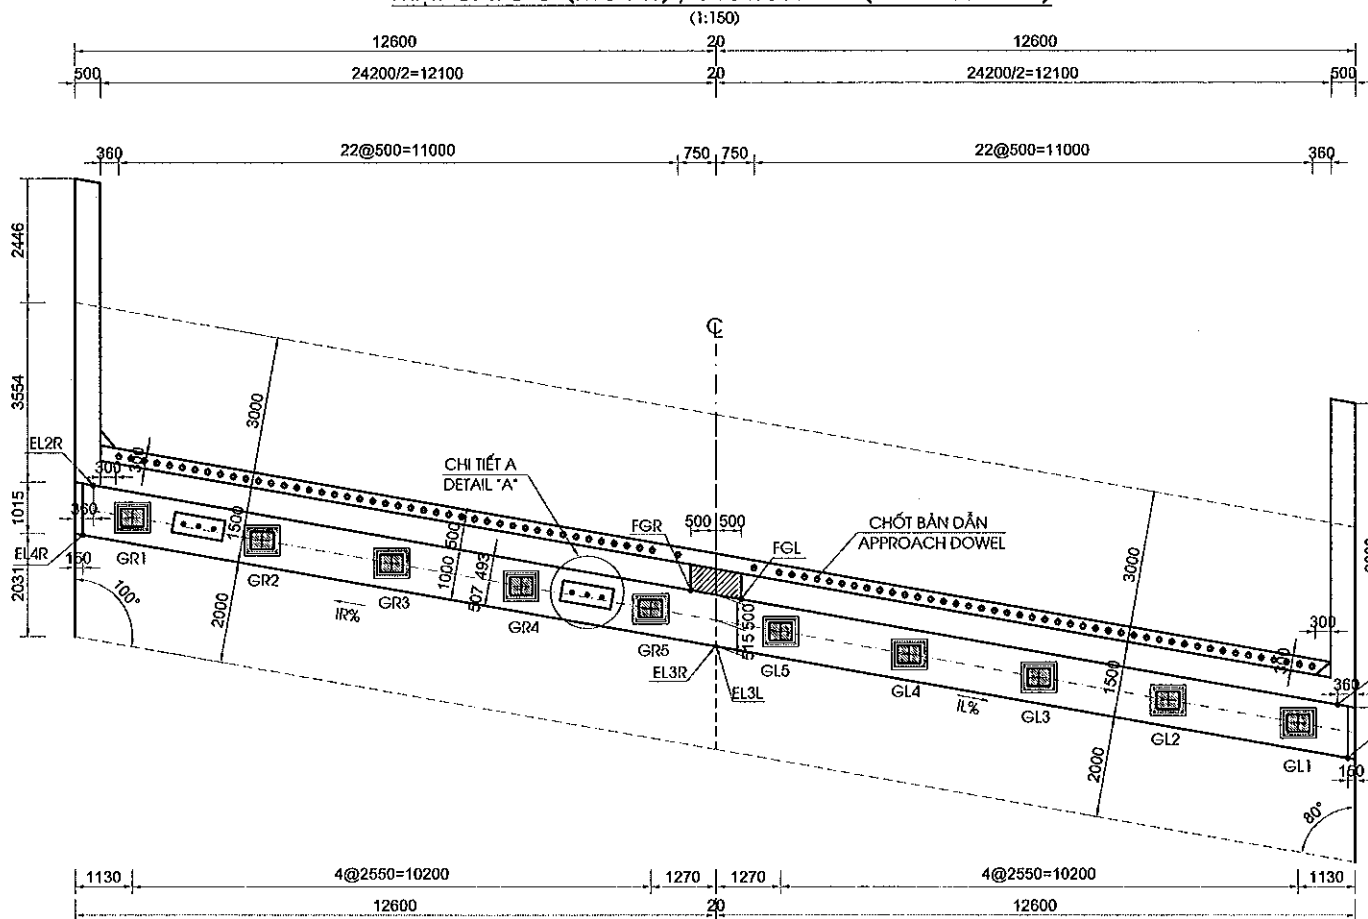 (1:150)
12600 20 12600
500 24200/2=12100 20 24200/2=12100 500
360 22@500=11000 750 750 22@500=11000 360
2446
3554
1015
2031
℄
3000
EL2R
300
360
EL4R
150
100°
GR1
1500
GR2
2000
GR3
IR%
CHI TIẾT A
DETAIL "A"
500
1000
493
507
GR4
FGR
500 500
FGL
CHỐT BẢN DẪN
APPROACH DOWEL
3000
GR5
EL3R
EL3L
500
515
GL5
GL4
IL%
GL3
1500
2000
GL2
GL1
300
360
150
80°
1130 4@2550=10200 1270 1270 4@2550=10200 1130
12600 20 12600